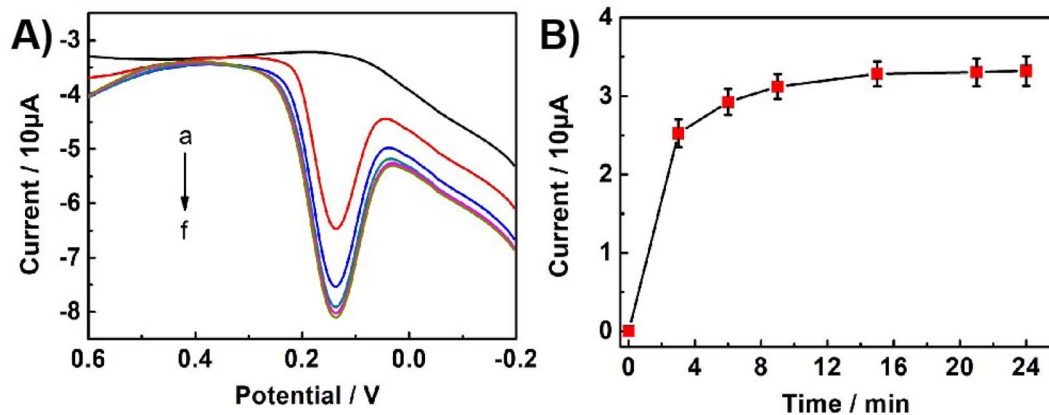 A)
-3
-4
-5
-6
-7
-8
a
f
0.6
0.4
0.2
0.0
-0.2
Current / 10μA
Potential / V
B)
4
3
2
1
0
0
4
8
12
16
20
24
Current / 10μA
Time / min